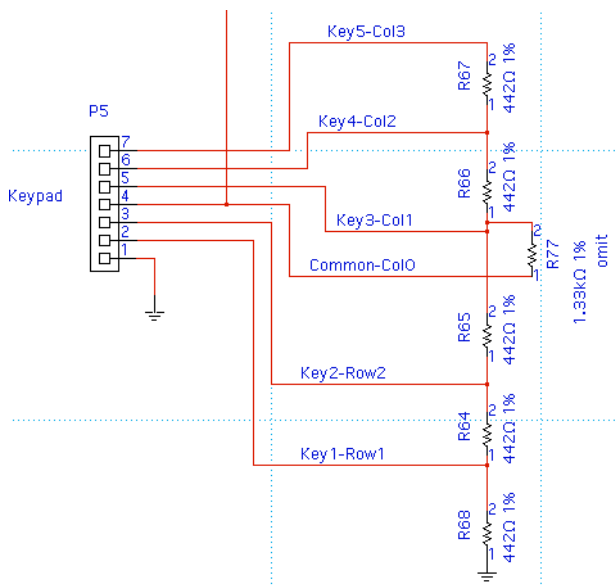 Key5-Col3
2
R67
442Ω 1%
1
P5
Key4-Col2
7
6
5
4
3
2
1
Keypad
2
R66
442Ω 1%
1
Key3-Col1
2
R77
1.33kΩ 1%
omit
1
Common-Col0
2
R65
442Ω 1%
1
Key2-Row2
2
R64
442Ω 1%
1
Key1-Row1
2
R68
442Ω 1%
1